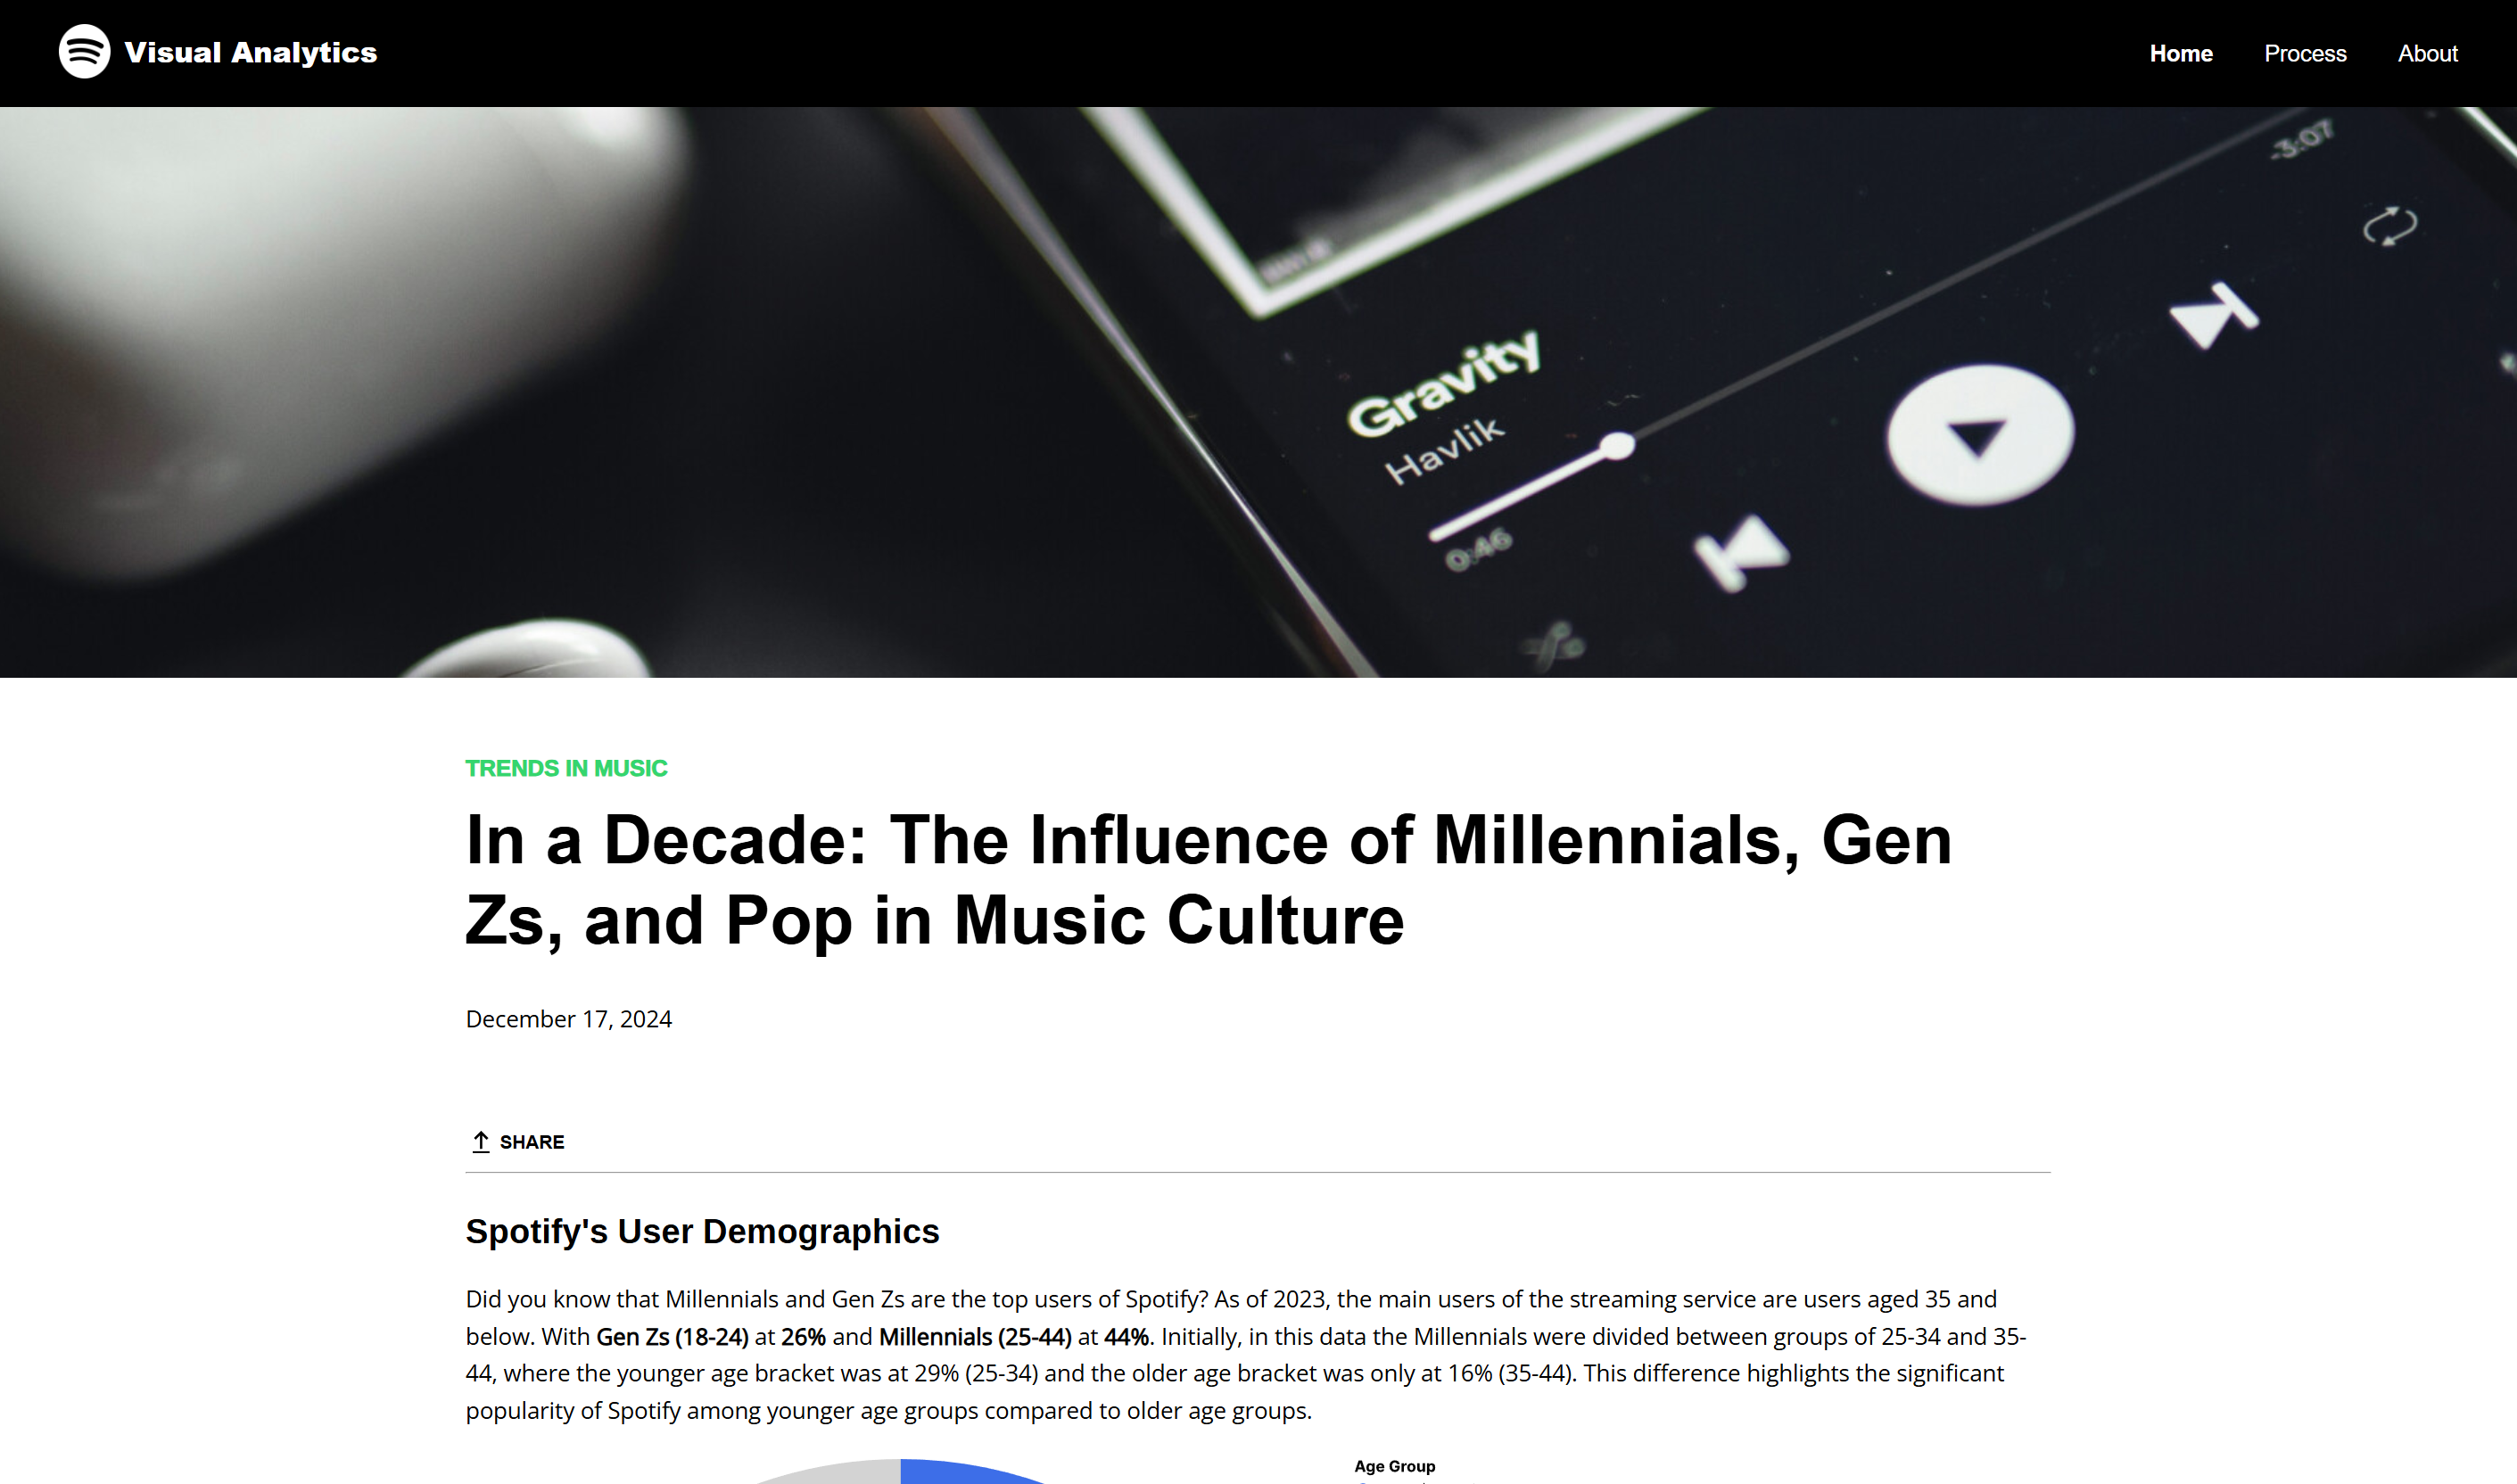 Visual Analytics
Home
Process
About
-3:07
Gravity
Havlik
0:46
TRENDS IN MUSIC
In a Decade: The Influence of Millennials, Gen
Zs, and Pop in Music Culture
December 17, 2024
SHARE
Spotify's User Demographics
Did you know that Millennials and Gen Zs are the top users of Spotify? As of 2023, the main users of the streaming service are users aged 35 and
below. With Gen Zs (18-24) at 26% and Millennials (25-44) at 44%. Initially, in this data the Millennials were divided between groups of 25-34 and 35-
44, where the younger age bracket was at 29% (25-34) and the older age bracket was only at 16% (35-44). This difference highlights the significant
popularity of Spotify among younger age groups compared to older age groups.
Age Group